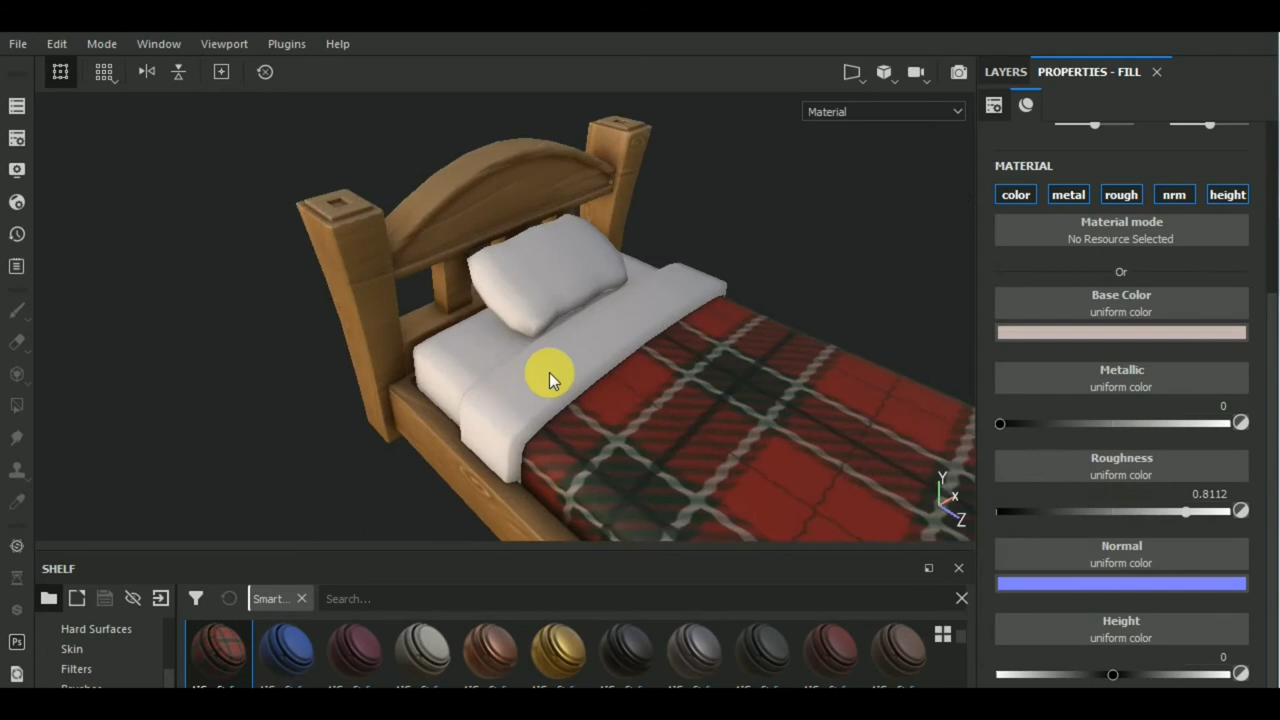 File Edit Mode Window Viewport Plugins Help
LAYERS PROPERTIES - FILL
Material
MATERIAL
color metal rough nrm height
Material mode
No Resource Selected
Or
Base Color
uniform color
Metallic
uniform color
0
Roughness
uniform color
0.8112
Normal
uniform color
Height
uniform color
0
Y
X
Z
SHELF
Smart... Search...
Hard Surfaces
Skin
Filters
Ps